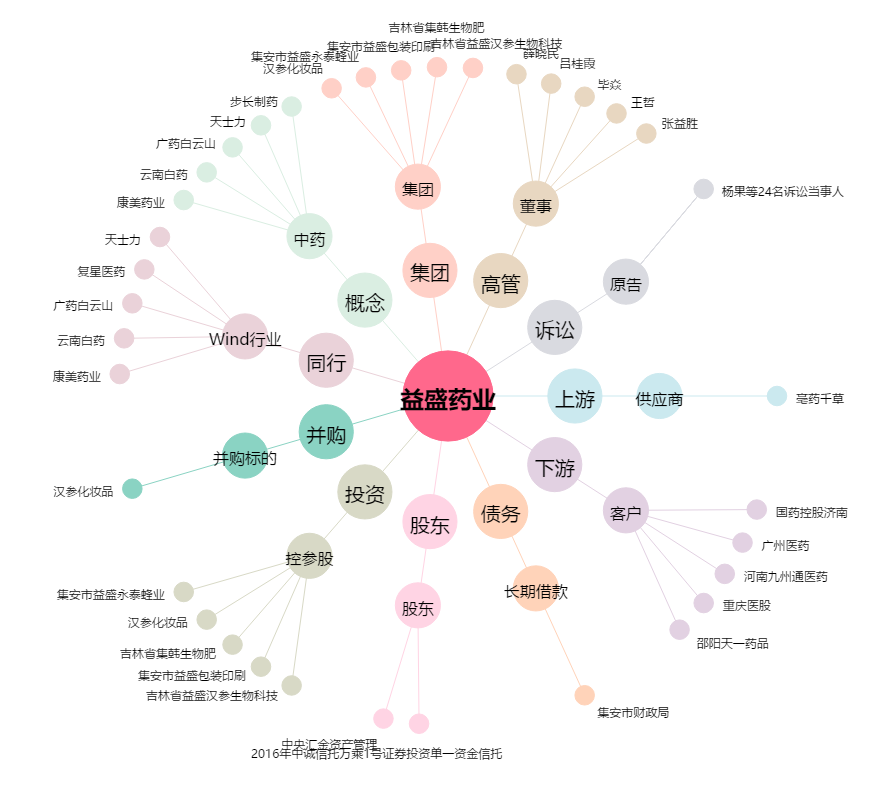 吉林省集韩生物肥
集安市益盛包装印刷
吉林省益盛汉参生物科技
集安市益盛永泰蜂业
汉参化妆品
薛晓民
吕桂霞
毕焱
王哲
张益胜
步长制药
天士力
广药白云山
云南白药
康美药业
集团
董事
杨果等24名诉讼当事人
中药
天士力
复星医药
广药白云山
云南白药
康美药业
集团
高管
原告
概念
诉讼
Wind行业
同行
益盛药业
上游
供应商
亳药千草
并购
并购标的
汉参化妆品
下游
投资
股东
债务
客户
国药控股济南
广州医药
河南九州通医药
重庆医股
邵阳天一药品
控参股
集安市益盛永泰蜂业
汉参化妆品
吉林省集韩生物肥
集安市益盛包装印刷
吉林省益盛汉参生物科技
股东
长期借款
集安市财政局
中央汇金资产管理
2016年中诚信托万乘1号证券投资单一资金信托